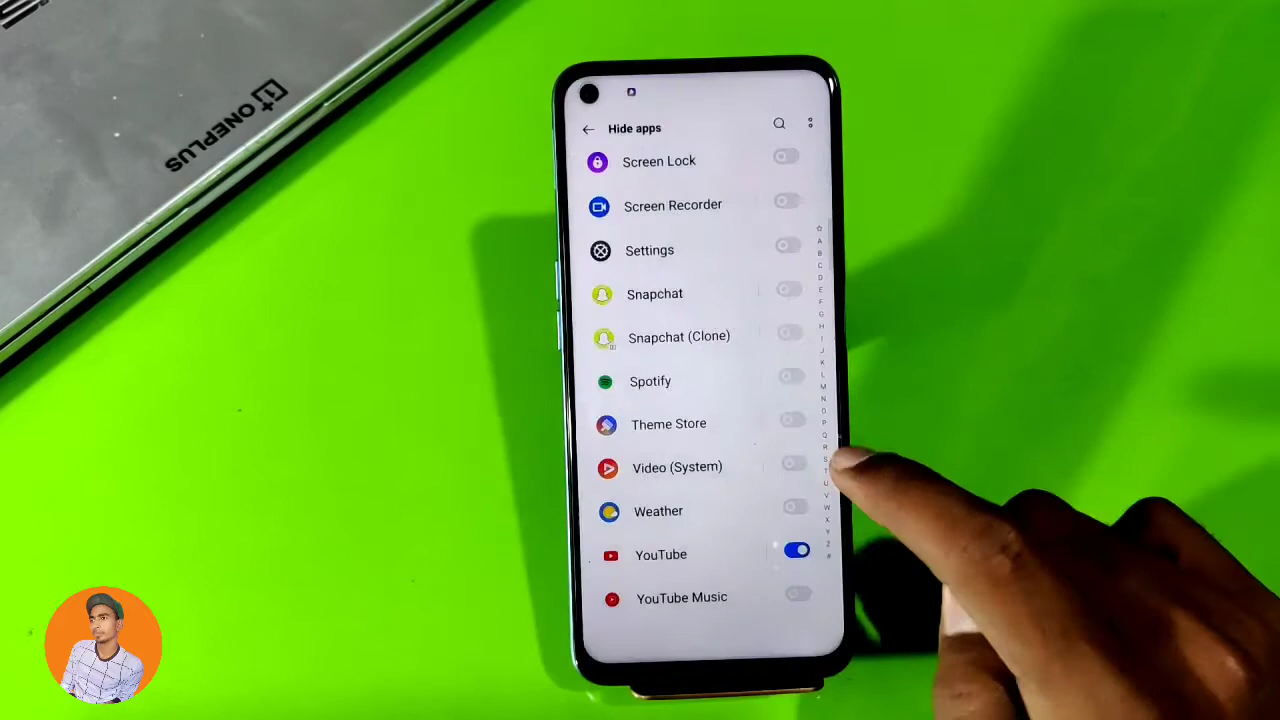 ONEPLUS
Hide apps
Screen Lock
Screen Recorder
Settings
Snapchat
Snapchat (Clone)
Spotify
Theme Store
Video (System)
Weather
YouTube
YouTube Music
A
B
C
D
E
F
G
H
I
J
K
L
M
N
O
P
Q
R
S
T
U
V
W
X
Y
Z
#